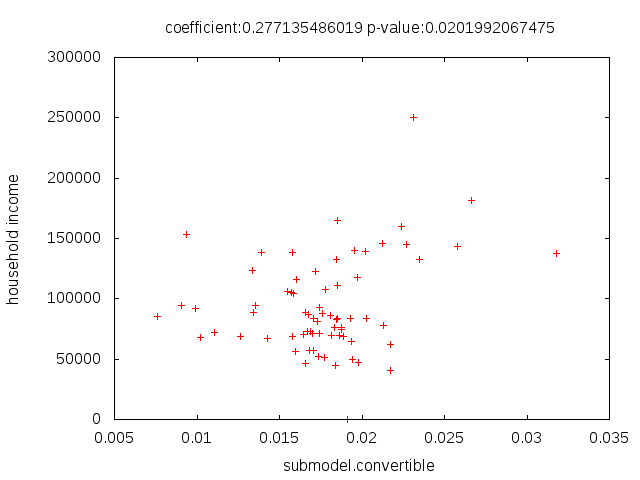 coefficient:0.277135486019 p-value:0.0201992067475
300000
250000
200000
150000
100000
50000
0
household income
0.005 0.01 0.015 0.02 0.025 0.03 0.035
submodel.convertible